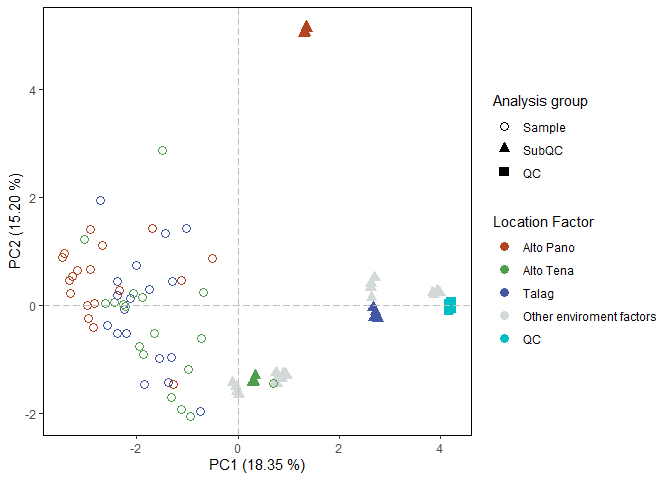 4
2
0
-2
-2
0
2
4
PC2 (15.20 %)
PC1 (18.35 %)
Analysis group
Sample
SubQC
QC
Location Factor
Alto Pano
Alto Tena
Talag
Other enviroment factors
QC